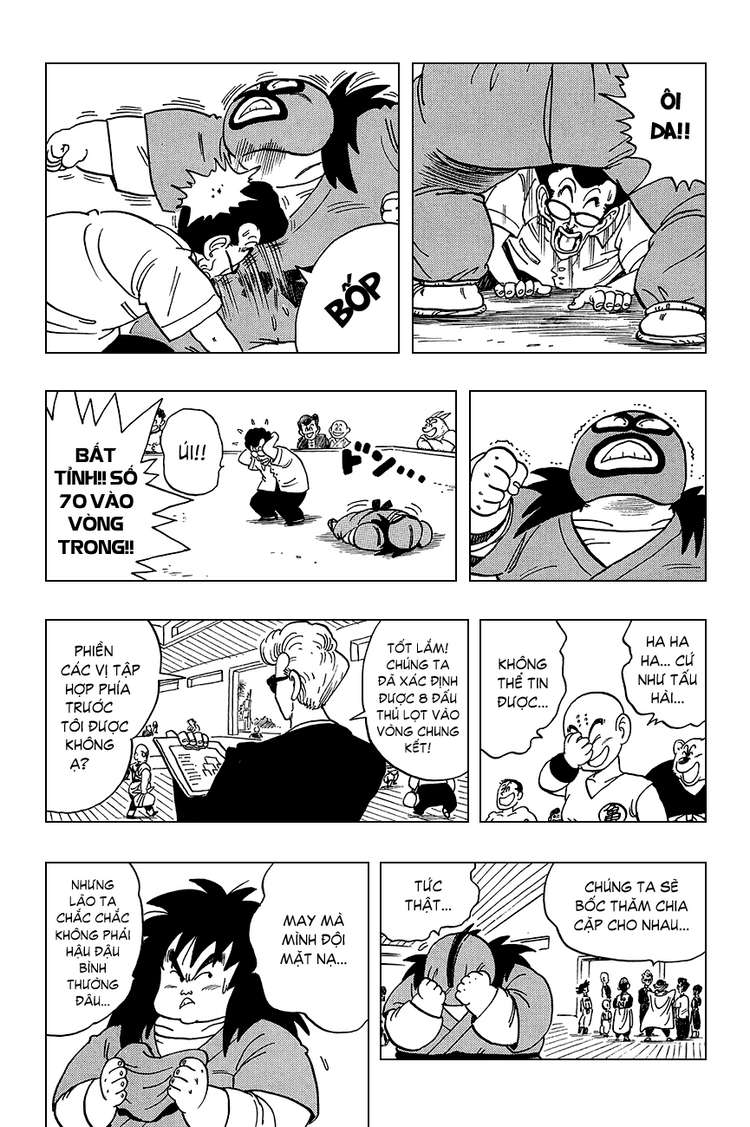 ÔI
DA!!
BỐP
ÚI!!
ドン...
BẤT
TỈNH!! SỐ
70 VÀO
VÒNG
TRONG!!
HA HA
HA... CỨ
NHƯ TẤU
HÀI...
KHÔNG
THỂ TIN
ĐƯỢC...
亀
TỐT LẮM!
CHÚNG TA
ĐÃ XÁC ĐỊNH
ĐƯỢC 8 ĐẤU
THỦ LỌT VÀO
VÒNG CHUNG
KẾT!
PHIỀN
CÁC VỊ TẬP
HỢP PHÍA
TRƯỚC
TÔI ĐƯỢC
KHÔNG
Ạ?
CHÚNG TA SẼ
BỐC THĂM CHIA
CẶP CHO NHAU...
TỨC
THẬT...
MAY MÀ
MÌNH ĐỘI
MẶT NẠ...
NHƯNG
LÃO TA
CHẮC CHẮC
KHÔNG PHẢI
HẬU ĐẬU
BÌNH
THƯỜNG
ĐÂU...